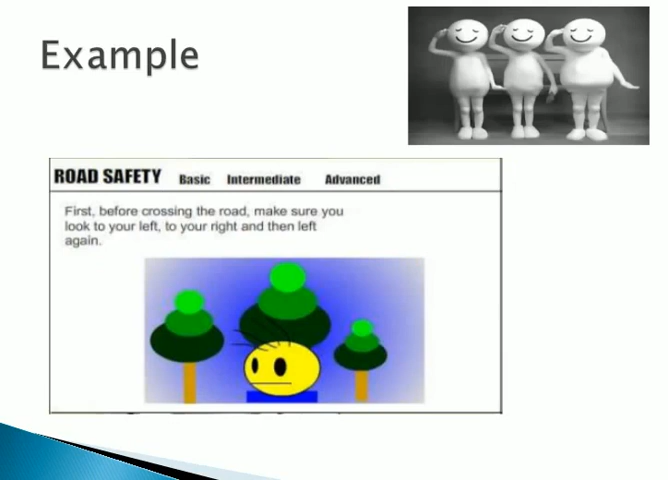 Example
ROAD SAFETY Basic Intermediate Advanced
First, before crossing the road, make sure you
look to your left, to your right and then left
again.